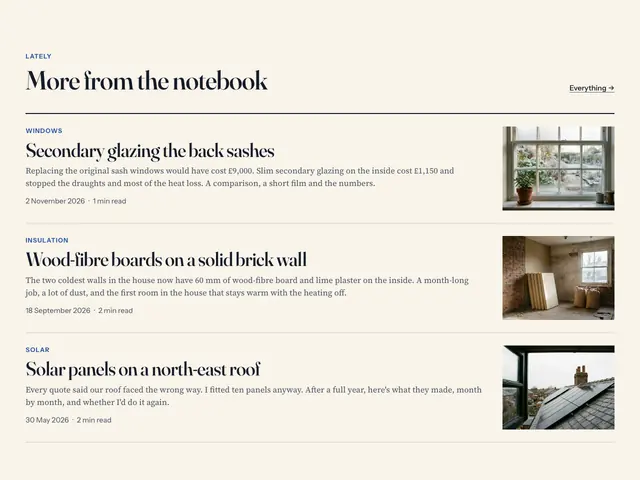 LATELY
More from the notebook
Everything →
WINDOWS
Secondary glazing the back sashes
Replacing the original sash windows would have cost £9,000. Slim secondary glazing on the inside cost £1,150 and
stopped the draughts and most of the heat loss. A comparison, a short film and the numbers.
2 November 2026 · 1 min read
INSULATION
Wood-fibre boards on a solid brick wall
The two coldest walls in the house now have 60 mm of wood-fibre board and lime plaster on the inside. A month-long
job, a lot of dust, and the first room in the house that stays warm with the heating off.
18 September 2026 · 2 min read
SOLAR
Solar panels on a north-east roof
Every quote said our roof faced the wrong way. I fitted ten panels anyway. After a full year, here's what they made, month
by month, and whether I'd do it again.
30 May 2026 · 2 min read